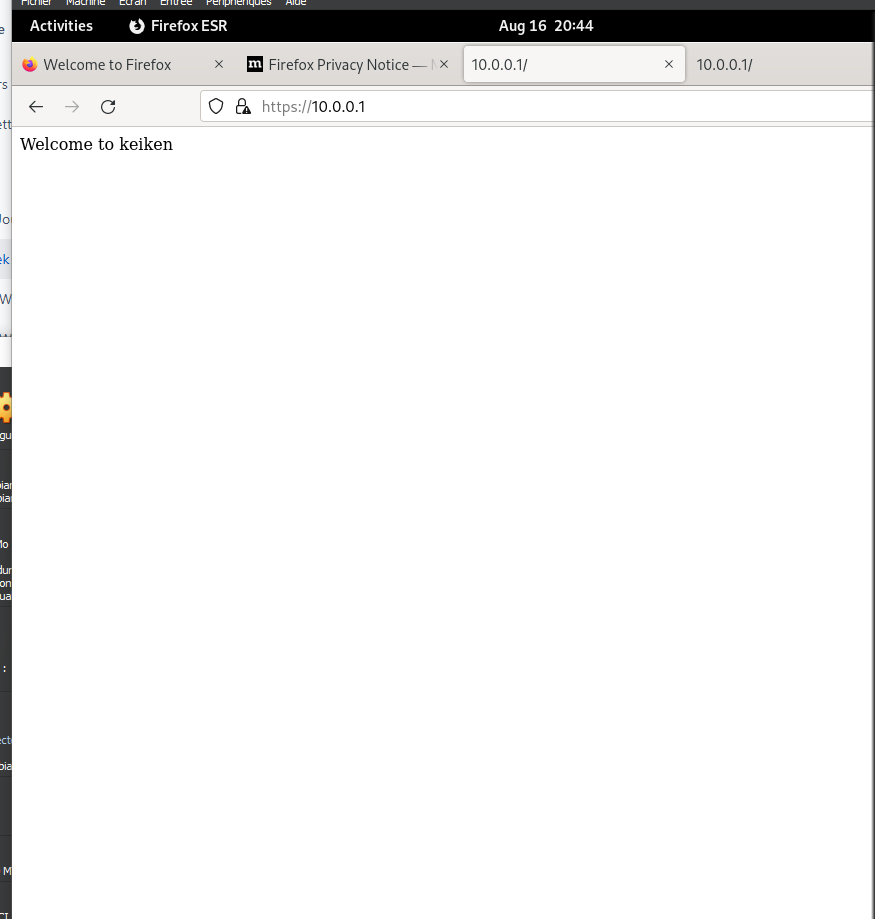 Fichier Machine Écran Entrée Périphériques Aide
Activities Firefox ESR Aug 16 20:44
Welcome to Firefox Firefox Privacy Notice — 10.0.0.1/ 10.0.0.1/
https://10.0.0.1
Welcome to keiken